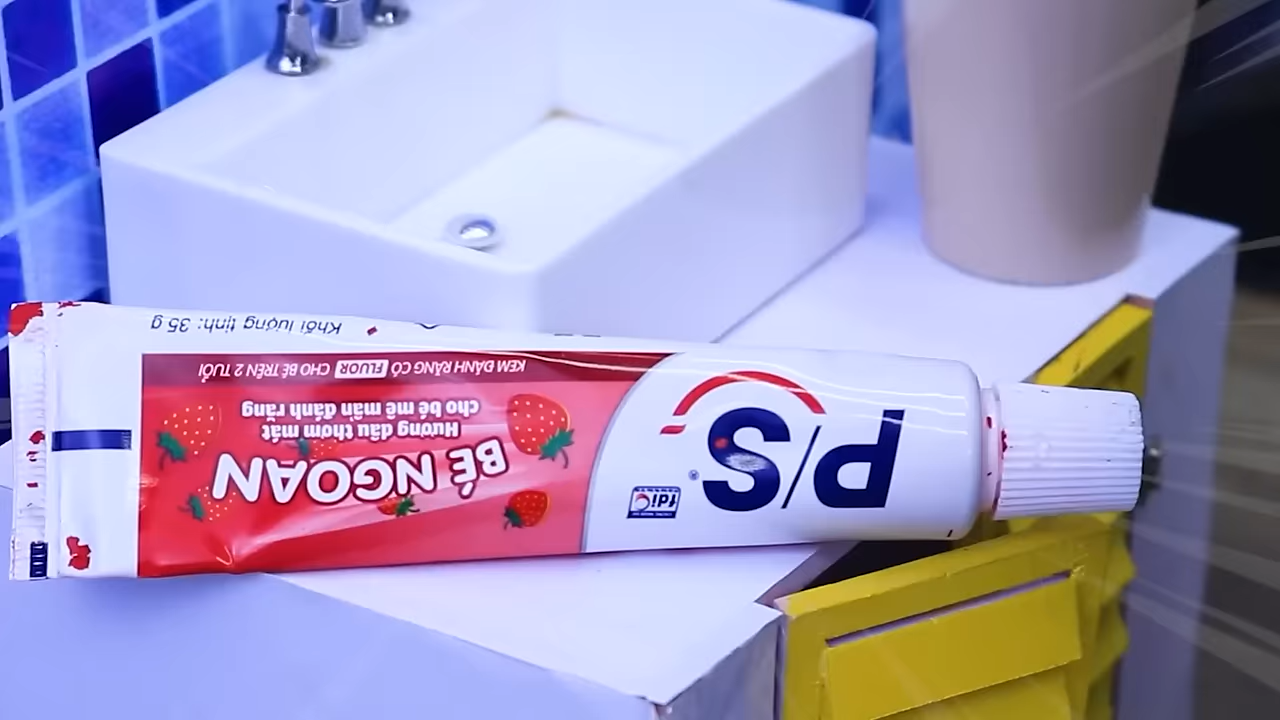 P/S
®
fdi
BÉ NGOAN
Hương dâu thơm mát
cho bé mê mẩn đánh răng
KEM ĐÁNH RĂNG CÓ FLUOR CHO BÉ TRÊN 2 TUỔI
Khối lượng tịnh: 35 g